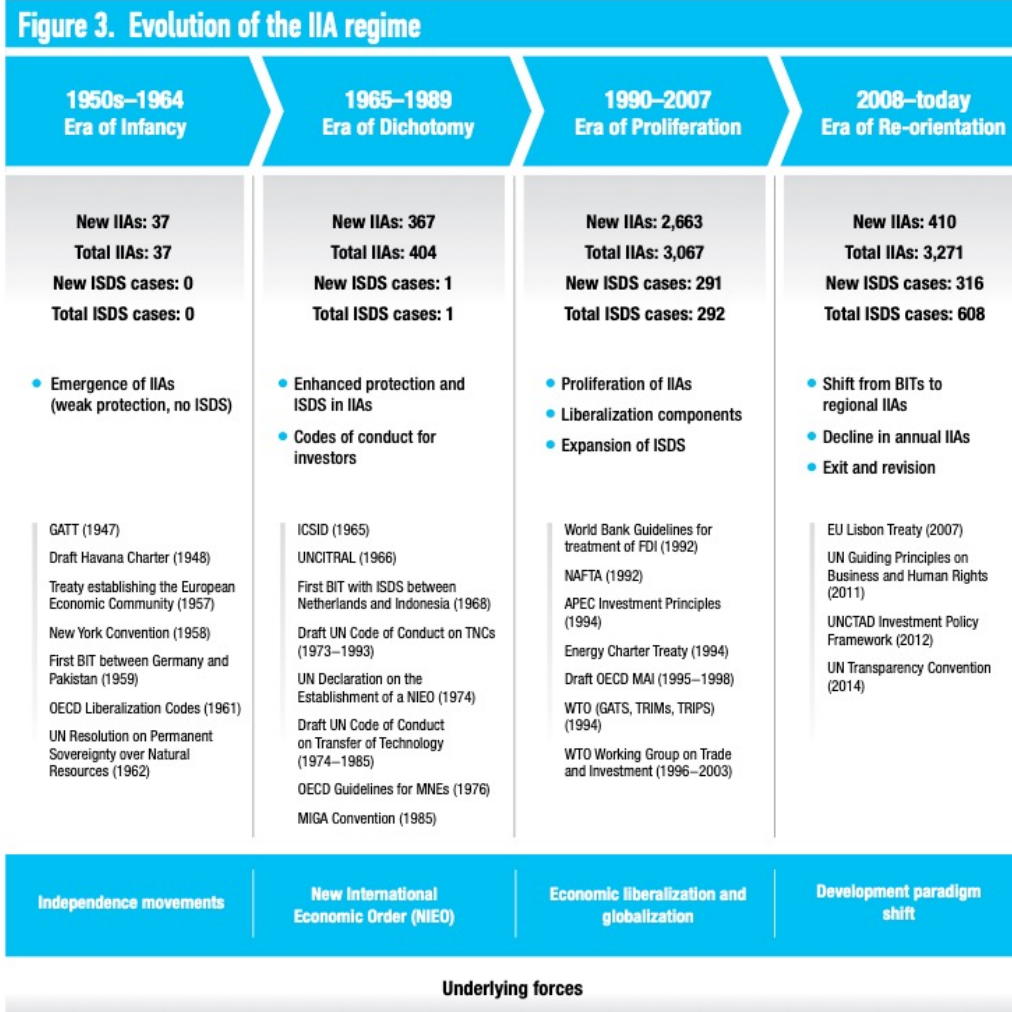 Figure 3. Evolution of the IIA regime
1950s–1964
Era of Infancy
1965–1989
Era of Dichotomy
1990–2007
Era of Proliferation
2008–today
Era of Re-orientation
New IIAs: 37
Total IIAs: 37
New ISDS cases: 0
Total ISDS cases: 0
New IIAs: 367
Total IIAs: 404
New ISDS cases: 1
Total ISDS cases: 1
New IIAs: 2,663
Total IIAs: 3,067
New ISDS cases: 291
Total ISDS cases: 292
New IIAs: 410
Total IIAs: 3,271
New ISDS cases: 316
Total ISDS cases: 608
• Emergence of IIAs
(weak protection, no ISDS)
• Enhanced protection and
ISDS in IIAs
• Codes of conduct for
investors
• Proliferation of IIAs
• Liberalization components
• Expansion of ISDS
• Shift from BITs to
regional IIAs
• Decline in annual IIAs
• Exit and revision
GATT (1947)
Draft Havana Charter (1948)
Treaty establishing the European
Economic Community (1957)
New York Convention (1958)
First BIT between Germany and
Pakistan (1959)
OECD Liberalization Codes (1961)
UN Resolution on Permanent
Sovereignty over Natural
Resources (1962)
ICSID (1965)
UNCITRAL (1966)
First BIT with ISDS between
Netherlands and Indonesia (1968)
Draft UN Code of Conduct on TNCs
(1973–1993)
UN Declaration on the
Establishment of a NIEO (1974)
Draft UN Code of Conduct
on Transfer of Technology
(1974–1985)
OECD Guidelines for MNEs (1976)
MIGA Convention (1985)
World Bank Guidelines for
treatment of FDI (1992)
NAFTA (1992)
APEC Investment Principles
(1994)
Energy Charter Treaty (1994)
Draft OECD MAI (1995–1998)
WTO (GATS, TRIMs, TRIPS)
(1994)
WTO Working Group on Trade
and Investment (1996–2003)
EU Lisbon Treaty (2007)
UN Guiding Principles on
Business and Human Rights
(2011)
UNCTAD Investment Policy
Framework (2012)
UN Transparency Convention
(2014)
Independence movements
New International
Economic Order (NIEO)
Economic liberalization and
globalization
Development paradigm
shift
Underlying forces